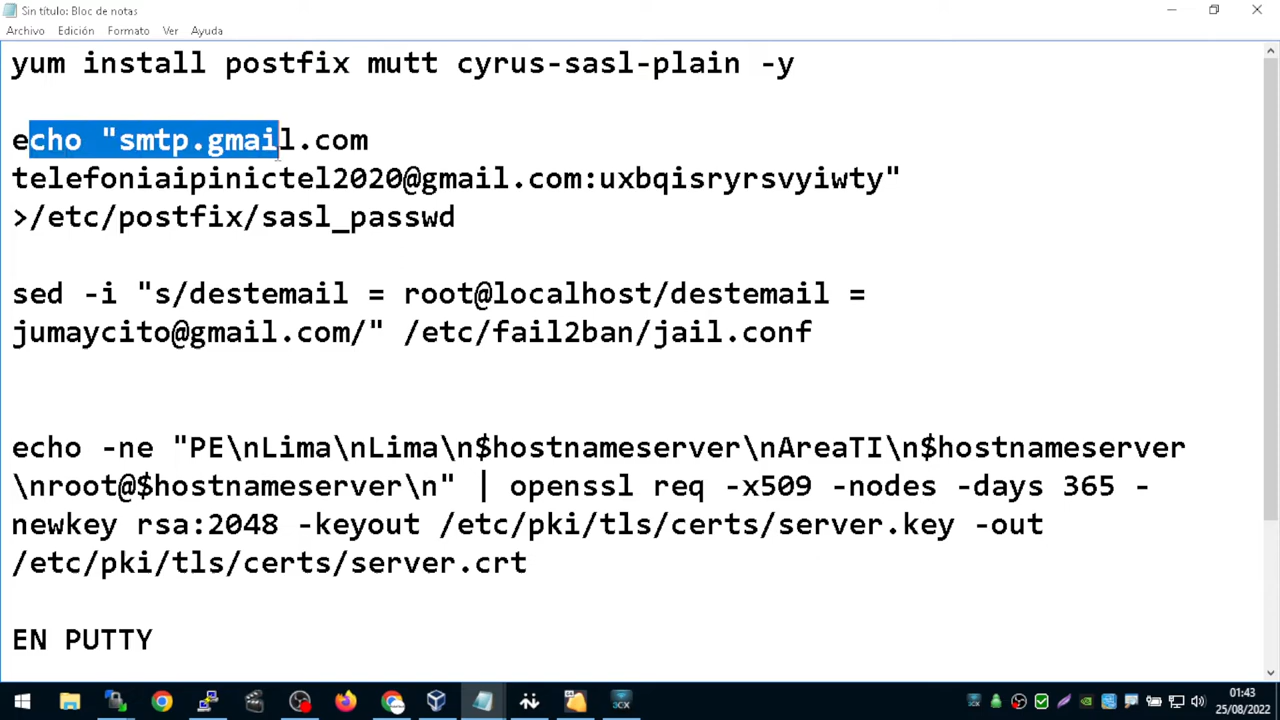 Sin título: Bloc de notas
Archivo Edición Formato Ver Ayuda
yum install postfix mutt cyrus-sasl-plain -y
echo "smtp.gmail.com
telefoniaipinictel2020@gmail.com:uxbqisryrsvyiwty"
>/etc/postfix/sasl_passwd
sed -i "s/destemail = root@localhost/destemail =
jumaycito@gmail.com/" /etc/fail2ban/jail.conf
echo -ne "PE\nLima\nLima\n$hostnameserver\nAreaTI\n$hostnameserver
\nroot@$hostnameserver\n" | openssl req -x509 -nodes -days 365 -
newkey rsa:2048 -keyout /etc/pki/tls/certs/server.key -out
/etc/pki/tls/certs/server.crt
EN PUTTY
3CX
01:43
25/08/2022